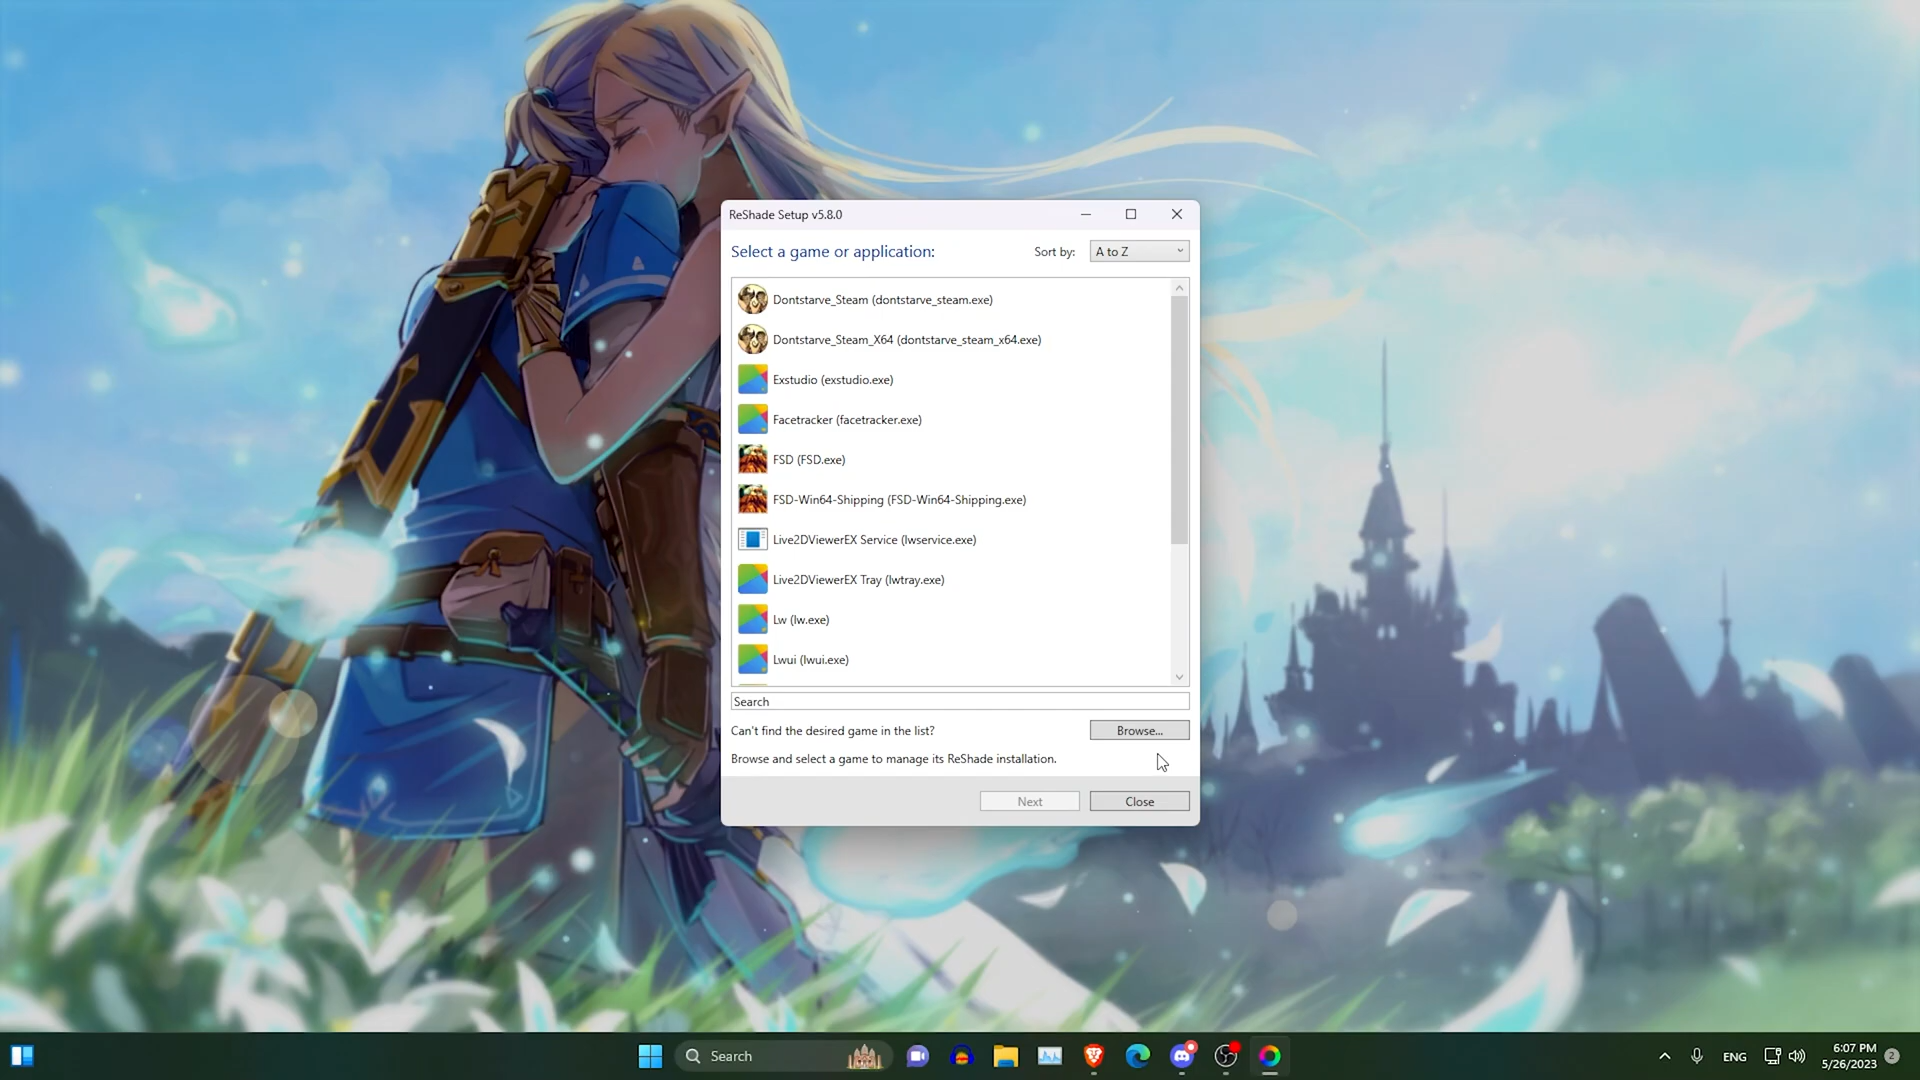 ReShade Setup v5.8.0
Select a game or application:
Sort by:
A to Z
Dontstarve_Steam (dontstarve_steam.exe)
Dontstarve_Steam_X64 (dontstarve_steam_x64.exe)
Exstudio (exstudio.exe)
Facetracker (facetracker.exe)
FSD (FSD.exe)
FSD-Win64-Shipping (FSD-Win64-Shipping.exe)
Live2DViewerEX Service (lwservice.exe)
Live2DViewerEX Tray (lwtray.exe)
Lw (lw.exe)
Lwui (lwui.exe)
Search
Can't find the desired game in the list?
Browse...
Browse and select a game to manage its ReShade installation.
Next
Close
Search
ENG
6:07 PM
5/26/2023
2